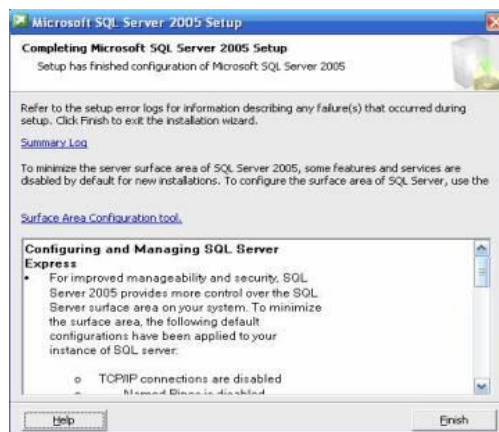 Microsoft SQL Server 2005 Setup
Completing Microsoft SQL Server 2005 Setup
Setup has finished configuration of Microsoft SQL Server 2005
Refer to the setup error logs for information describing any failure(s) that occurred during
setup. Click Finish to exit the installation wizard.
Summary Log
To minimize the server surface area of SQL Server 2005, some features and services are
disabled by default for new installations. To configure the surface area of SQL Server, use the
Surface Area Configuration tool.
Configuring and Managing SQL Server
Express
• For improved manageability and security, SQL
Server 2005 provides more control over the SQL
Server surface area on your system. To minimize
the surface area, the following default
configurations have been applied to your
instance of SQL server:
o TCP/IP connections are disabled
o Named Pipes is disabled
Help
Finish